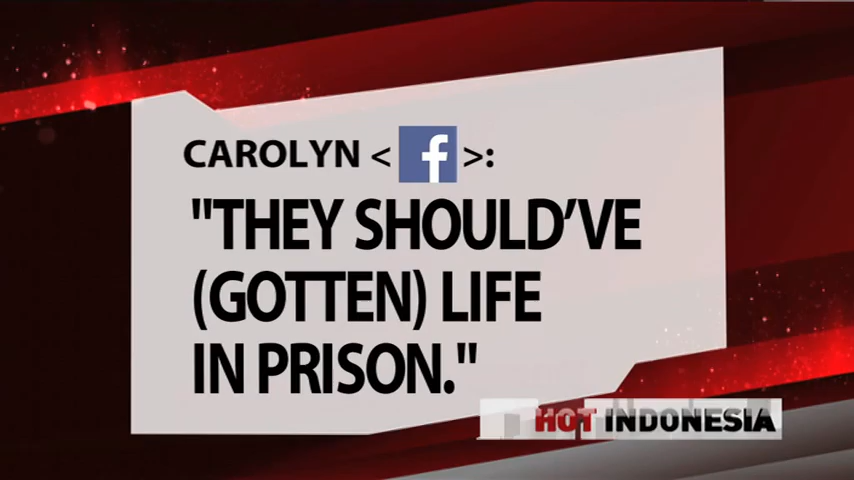 CAROLYN < f >:
"THEY SHOULD’VE
(GOTTEN) LIFE
IN PRISON."
HOT INDONESIA